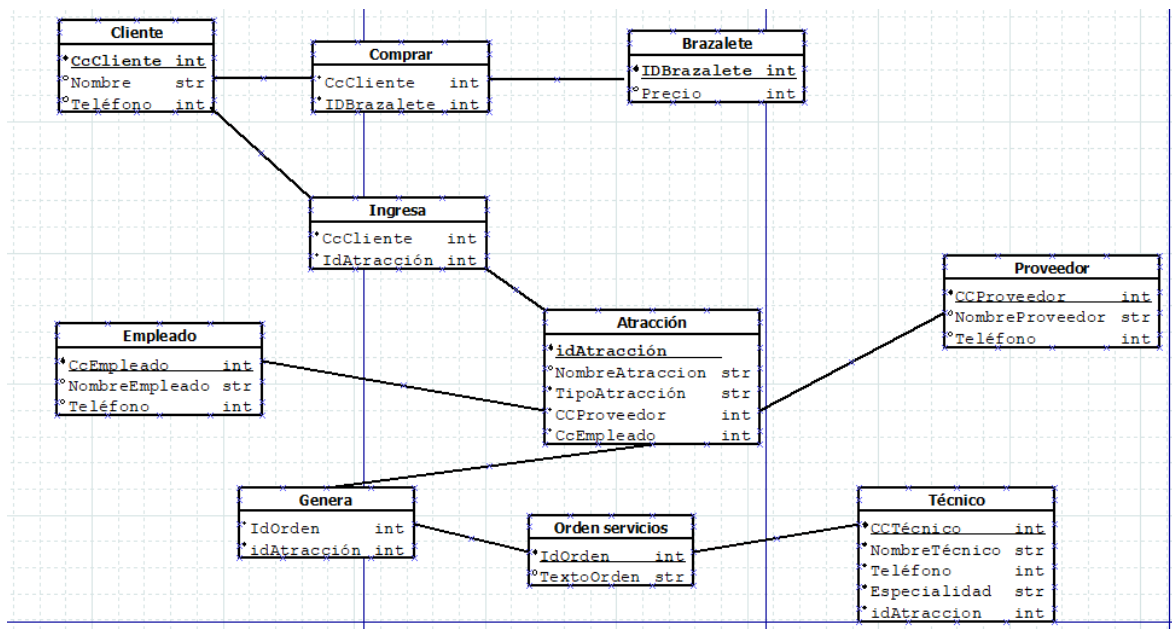 Cliente
CcCliente int
Nombre str
Teléfono int
Comprar
CcCliente int
IDBrazalete int
Brazalete
IDBrazalete int
Precio int
Ingresa
CcCliente int
IdAtracción int
Proveedor
CCProveedor int
NombreProveedor str
Teléfono int
Empleado
CcEmpleado int
NombreEmpleado str
Teléfono int
Atracción
idAtracción
NombreAtraccion str
TipoAtracción str
CCProveedor int
CcEmpleado int
Genera
IdOrden int
idAtracción int
Orden servicios
IdOrden int
TextoOrden str
Técnico
CCTécnico int
NombreTécnico str
Teléfono int
Especialidad str
idAtraccion int